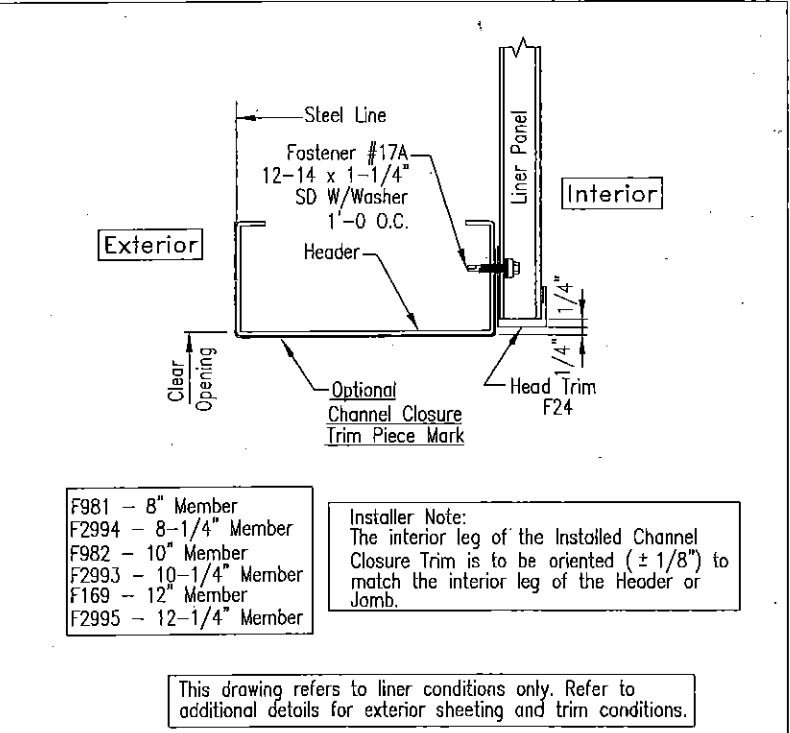 Steel Line
Fastener #17A
12-14 x 1-1/4"
SD W/Washer
1'-0 O.C.
Header
Exterior
Liner Panel
Interior
1/4"
1/4"
Clear
Opening
Optional
Channel Closure
Trim Piece Mark
Head Trim
F24
F981 - 8" Member
F2994 - 8-1/4" Member
F982 - 10" Member
F2993 - 10-1/4" Member
F169 - 12" Member
F2995 - 12-1/4" Member
Installer Note:
The interior leg of the Installed Channel
Closure Trim is to be oriented (± 1/8") to
match the interior leg of the Header or
Jamb.
This drawing refers to liner conditions only. Refer to
additional details for exterior sheeting and trim conditions.